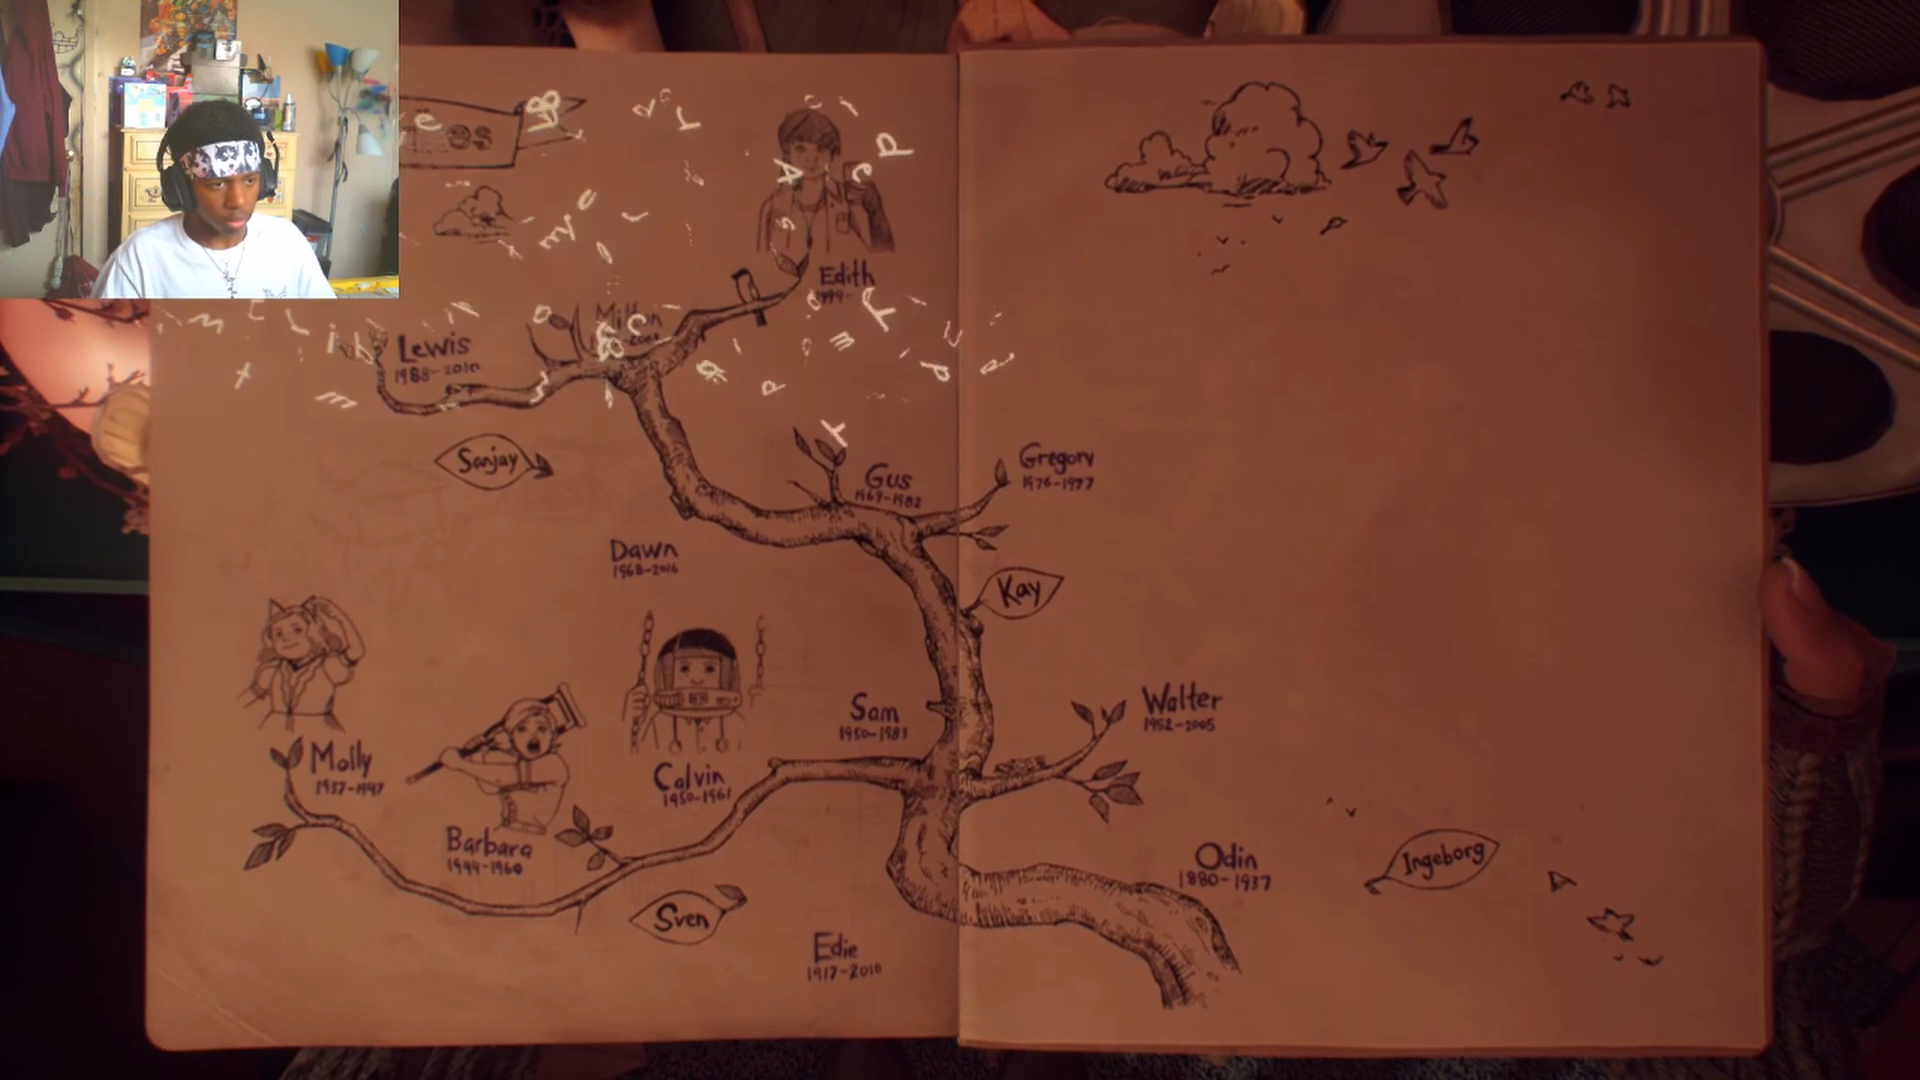 Edith
1999-
Milton
Lewis
1988-2010
Sanjay
Gus
1969-1982
Gregory
1976-1977
Dawn
1968-2016
Kay
Sam
1950-1983
Walter
1952-2005
Molly
1937-1947
Calvin
1950-1961
Barbara
1944-1960
Odin
1880-1937
Ingeborg
Sven
Edie
1917-2010